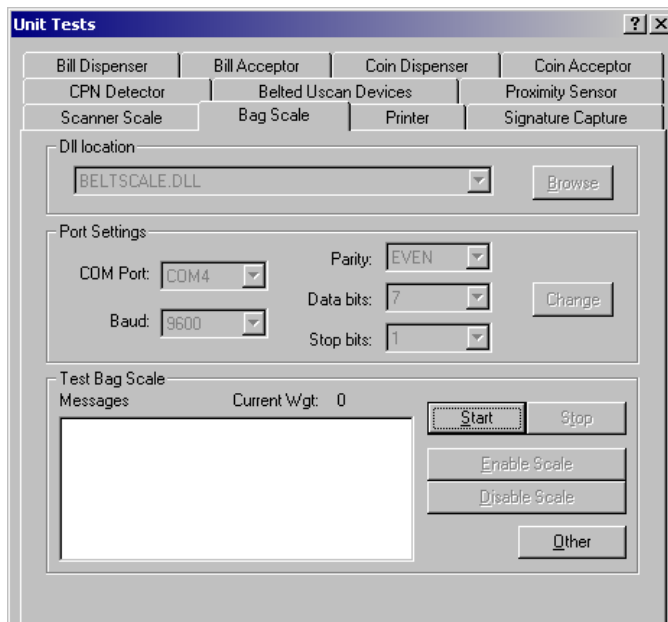 Unit Tests
Bill Dispenser Bill Acceptor Coin Dispenser Coin Acceptor
CPN Detector Belted Uscan Devices Proximity Sensor
Scanner Scale Bag Scale Printer Signature Capture
Dll location
BELTSCALE.DLL Browse
Port Settings
COM Port: COM4 Parity: EVEN
Data bits: 7 Change
Baud: 9600 Stop bits: 1
Test Bag Scale
Messages Current Wgt: 0
Start Stop
Enable Scale
Disable Scale
Other